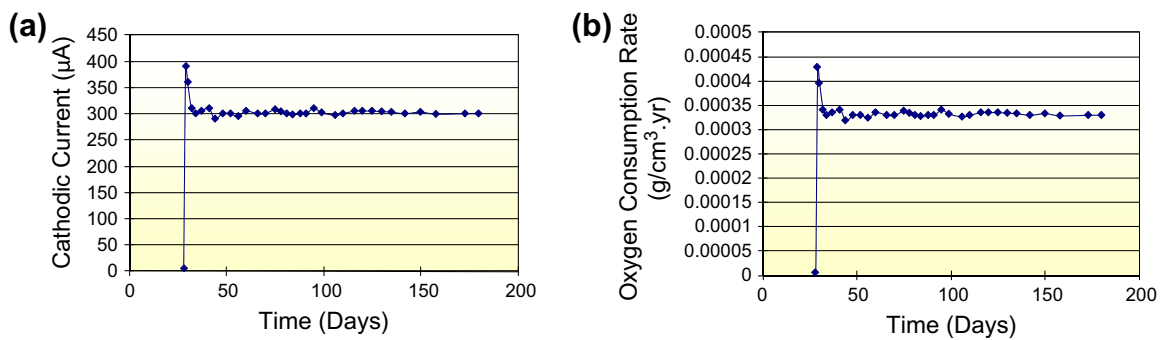 (a)
Cathodic Current (μA)
450
400
350
300
250
200
150
100
50
0
0 50 100 150 200
Time (Days)
(b)
Oxygen Consumption Rate
(g/cm³.yr)
0.0005
0.00045
0.0004
0.00035
0.0003
0.00025
0.0002
0.00015
0.0001
0.00005
0
0 50 100 150 200
Time (Days)